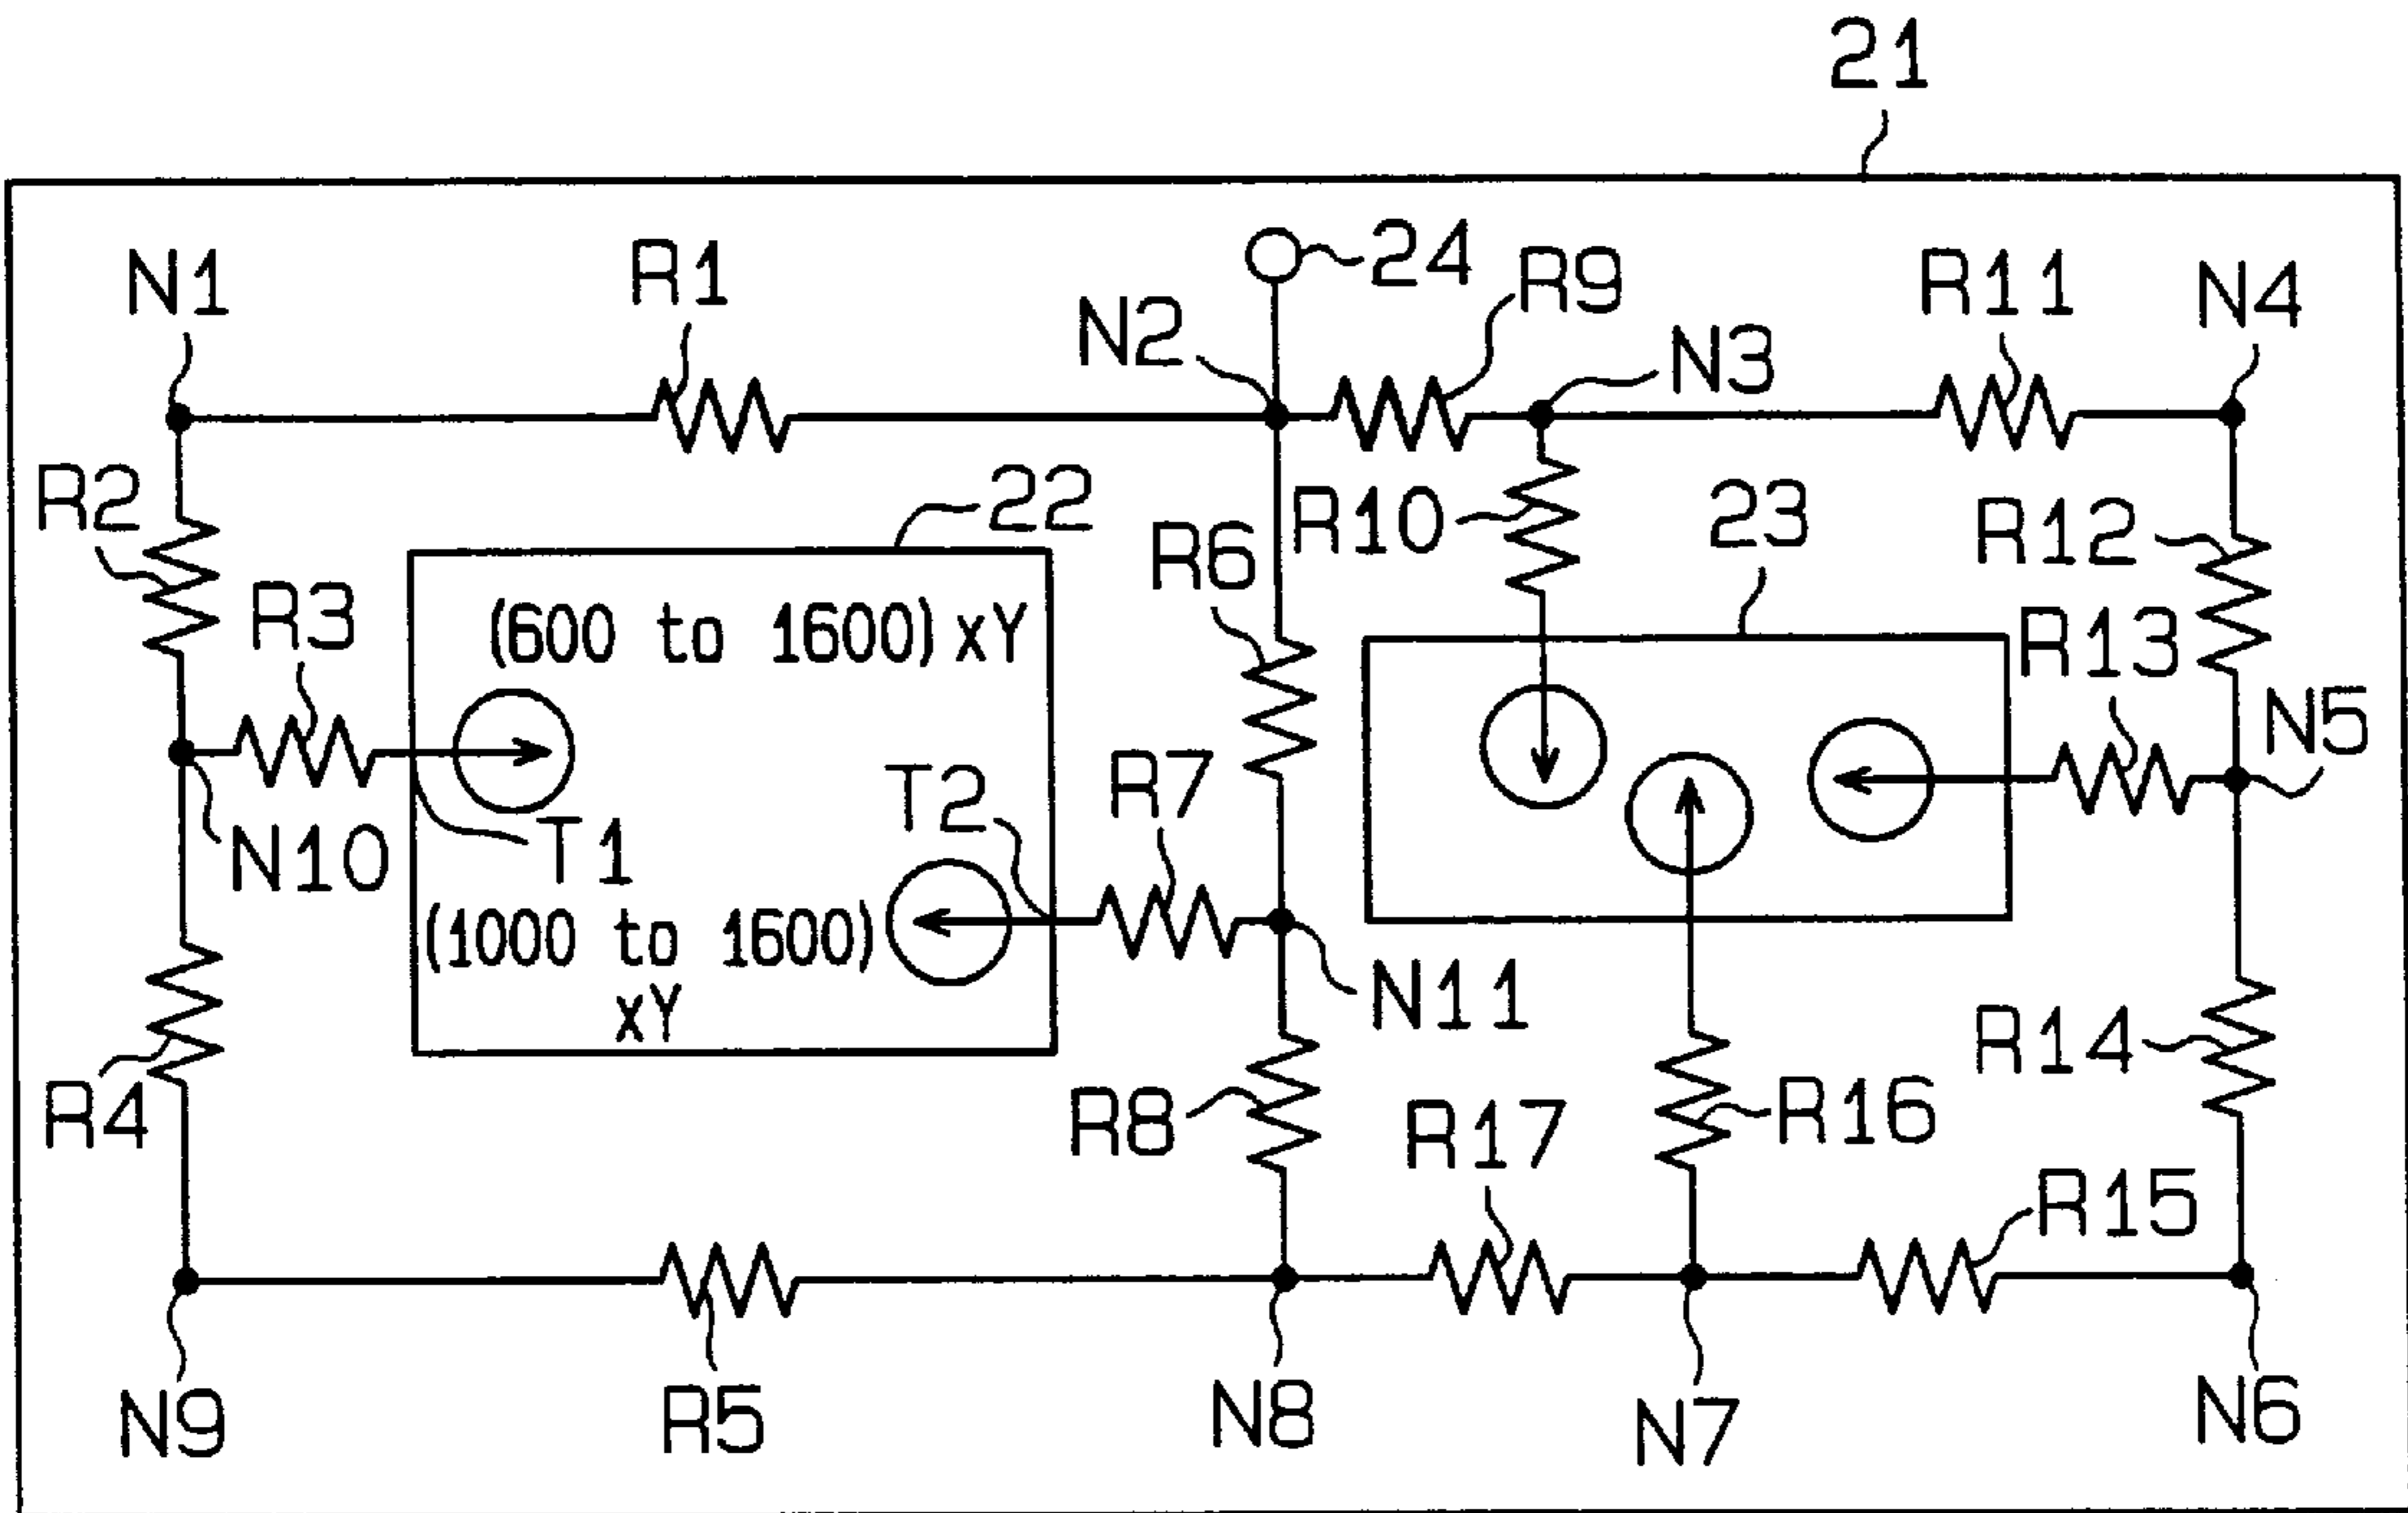 21
N1
R1
24
R9
R11
N4
N2
N3
R2
22
R10
23
R12
R6
R3
(600 to 1600)xY
R13
N5
T2
R7
N10
T1
(1000 to 1600)
xY
N11
R14
R4
R8
R17
R16
R15
N9
R5
N8
N7
N6